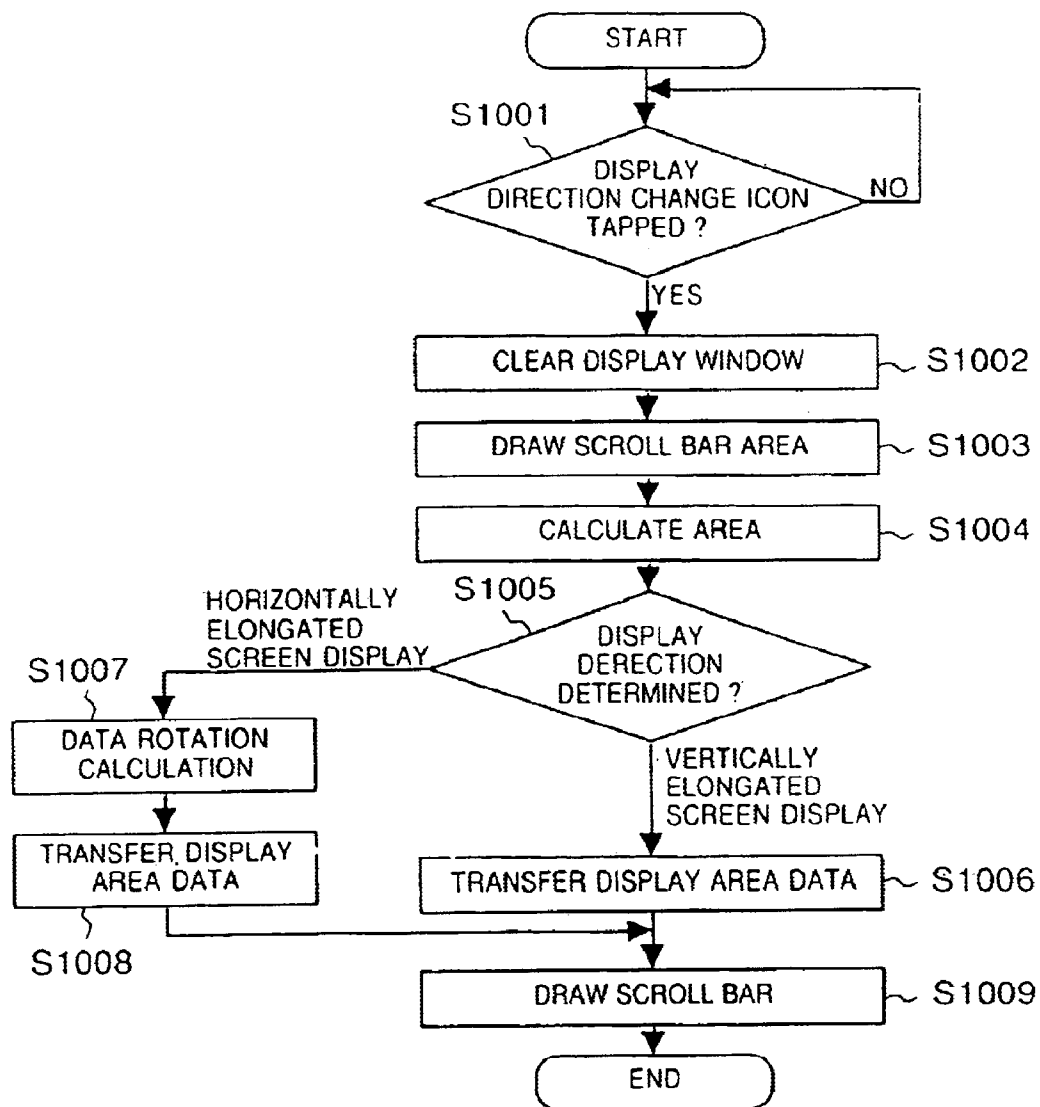 START
S1001
DISPLAY
DIRECTION CHANGE ICON
TAPPED ?
NO
YES
CLEAR DISPLAY WINDOW
S1002
DRAW SCROLL BAR AREA
S1003
CALCULATE AREA
S1004
S1005
HORIZONTALLY
ELONGATED
SCREEN DISPLAY
DISPLAY
DERECTION
DETERMINED ?
S1007
DATA ROTATION
CALCULATION
VERTICALLY
ELONGATED
SCREEN DISPLAY
TRANSFER DISPLAY
AREA DATA
TRANSFER DISPLAY AREA DATA
S1006
S1008
DRAW SCROLL BAR
S1009
END